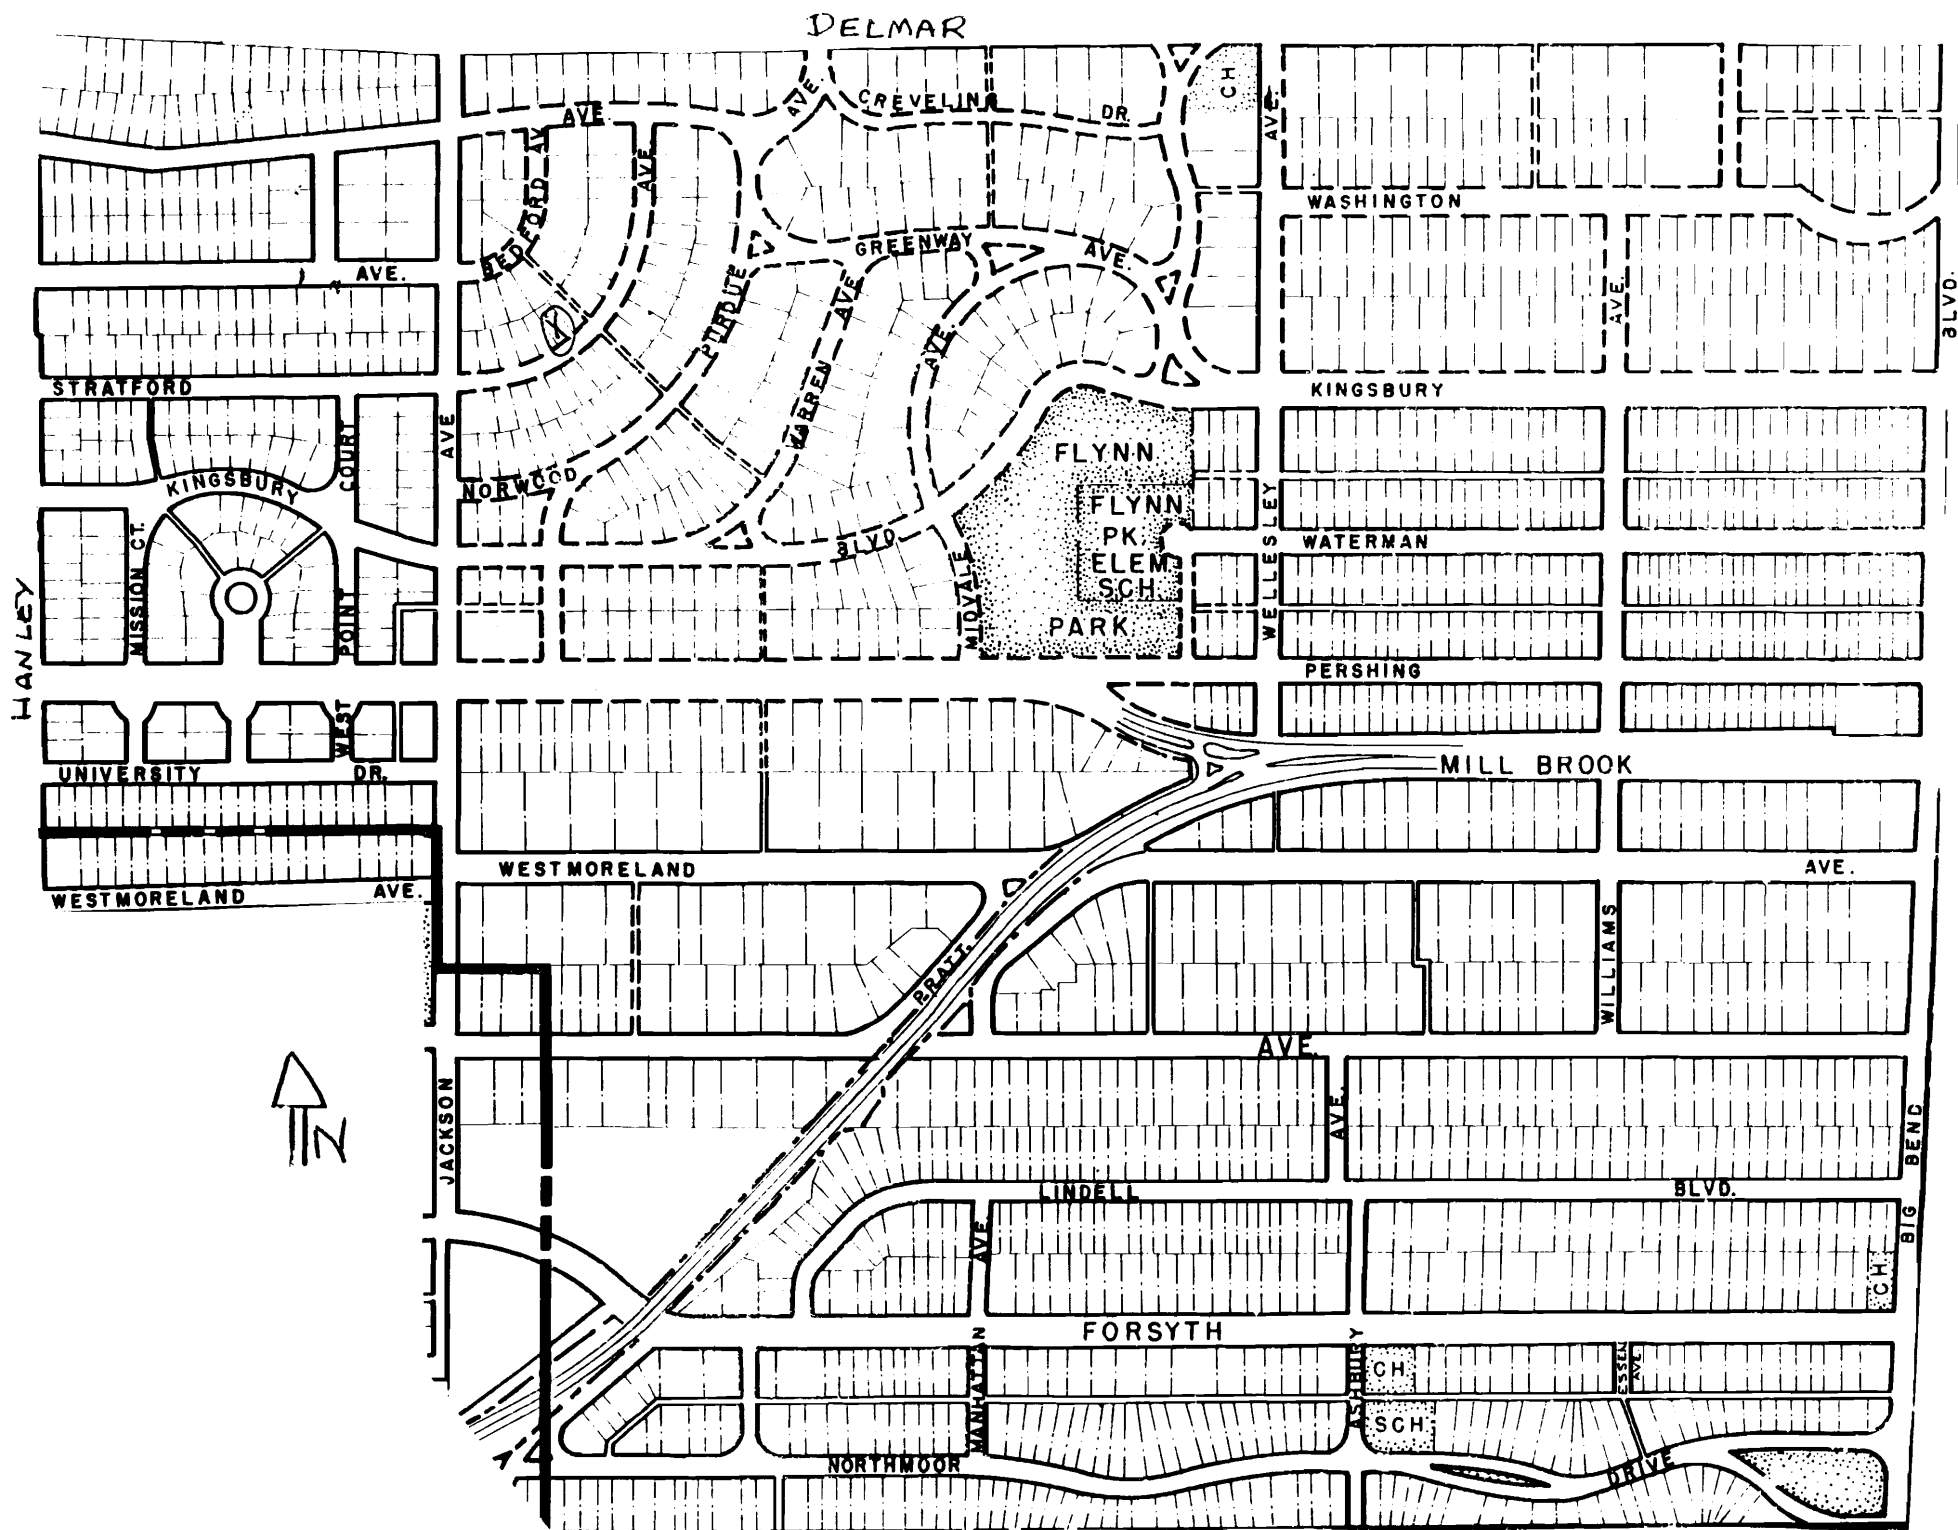 DELMAR
AVE.
CREVELIN
DR.
CH
AVE.
AVE.
BEDFORD AV.
AVE.
WASHINGTON
GREENWAY
AVE.
AVE.
PURDUE
WARREN AVE.
AVE.
AVE.
BLVD.
STRATFORD
KINGSBURY
AVE
COURT
KINGSBURY
NORWOOD
FLYNN
FLYNN
PK.
ELEM
SCH.
PARK
WELLESLEY
WATERMAN
BLVD.
MIDVALE
MISSION CT.
POINT
WEST
HANLEY
PERSHING
UNIVERSITY
DR.
MILL BROOK
WESTMORELAND
AVE.
WESTMORELAND
AVE.
WILLIAMS
PRATT
AVE.
N
JACKSON
AVE.
BIG BEND
LINDELL
BLVD.
AVE.
CH
FORSYTH
MANHATTAN
ASHBURY
CH
ESSEN
AVE.
SCH
NORTHMOOR
DRIVE